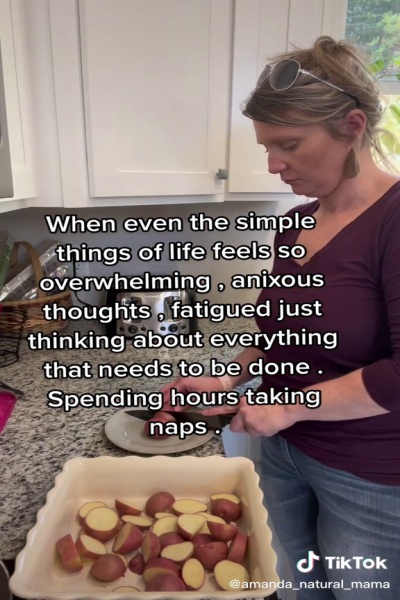 When even the simple
things of life feels so
overwhelming , anixous
thoughts , fatigued just
thinking about everything
that needs to be done .
Spending hours taking
naps .
TikTok
@amanda_natural_mama